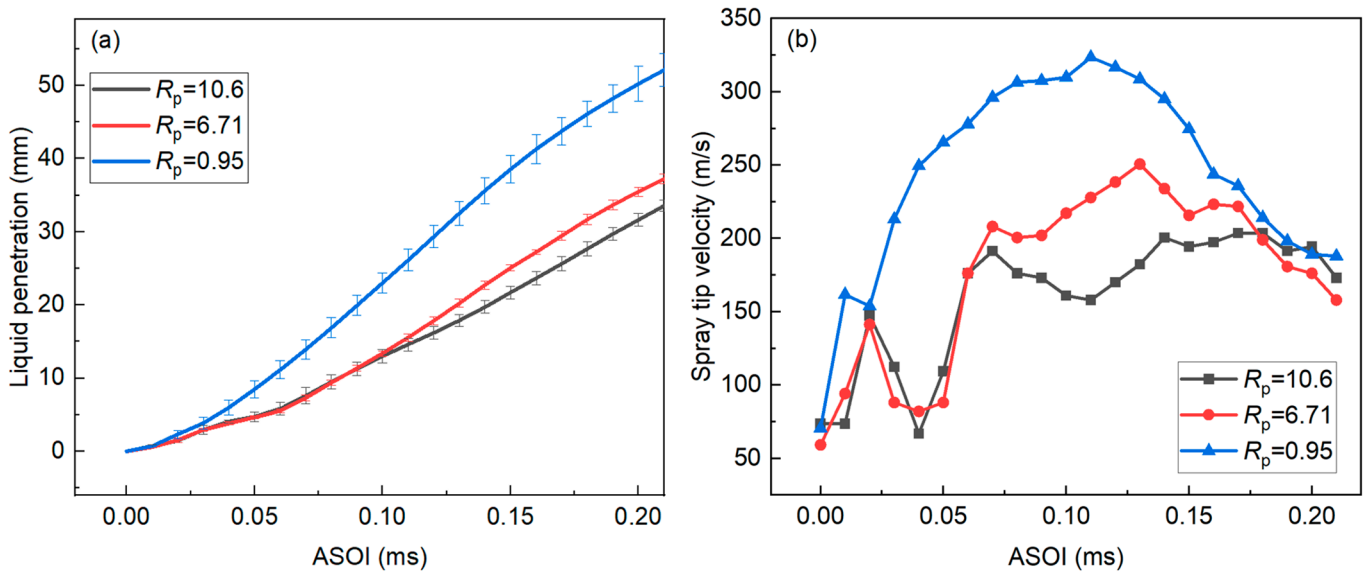 (a)
Rp=10.6
Rp=6.71
Rp=0.95
Liquid penetration (mm)
50
40
30
20
10
0
0.00 0.05 0.10 0.15 0.20
ASOI (ms)
(b)
Spray tip velocity (m/s)
350
300
250
200
150
100
50
Rp=10.6
Rp=6.71
Rp=0.95
0.00 0.05 0.10 0.15 0.20
ASOI (ms)